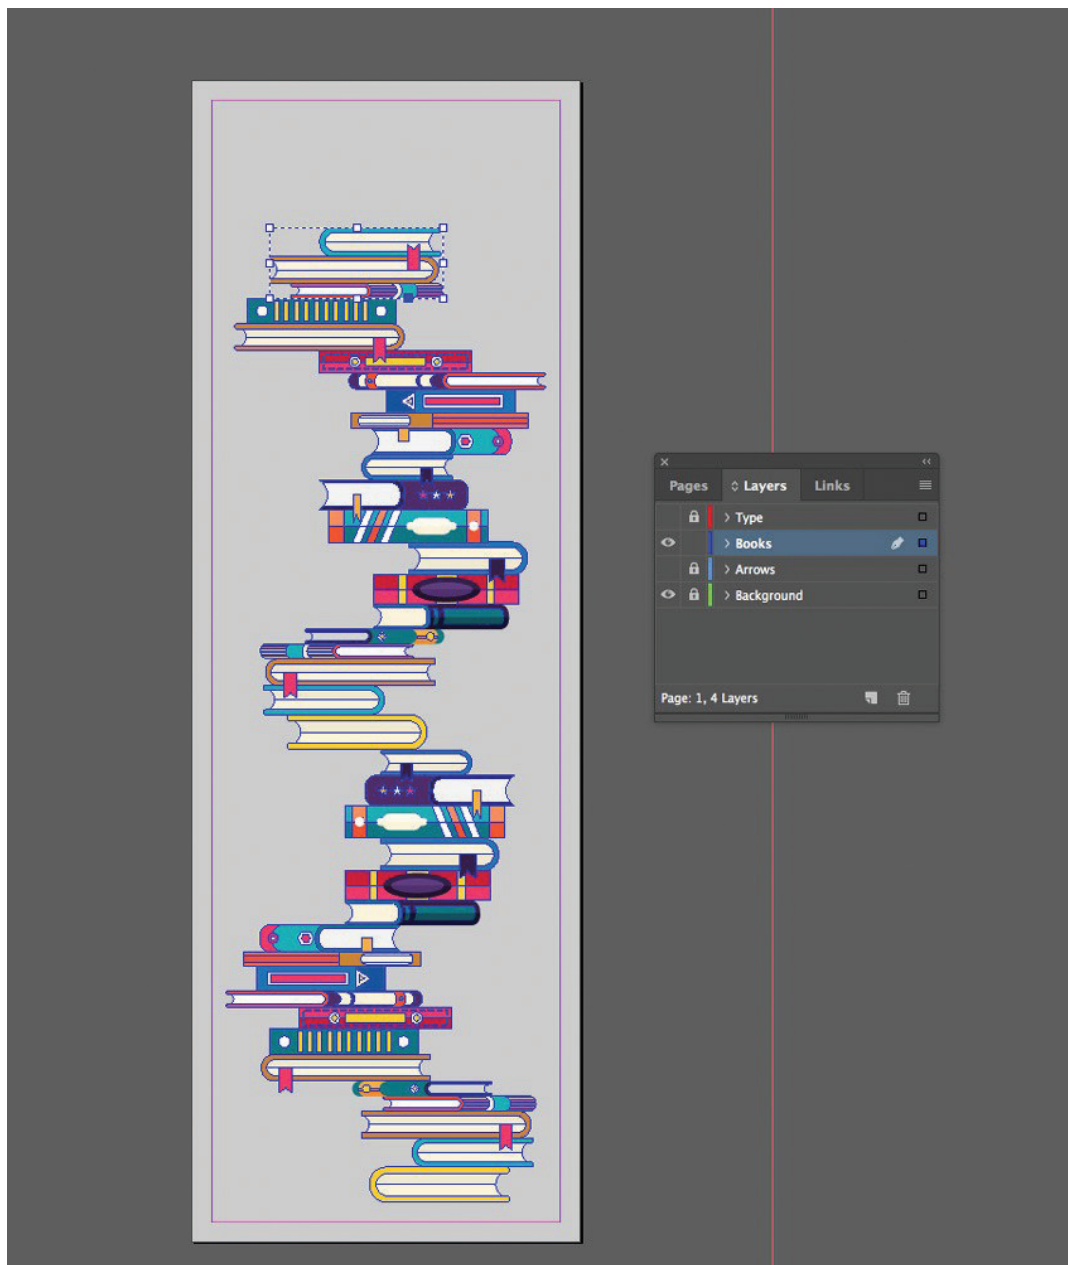 Pages
Layers
Links
Type
Books
Arrows
Background
Page: 1, 4 Layers